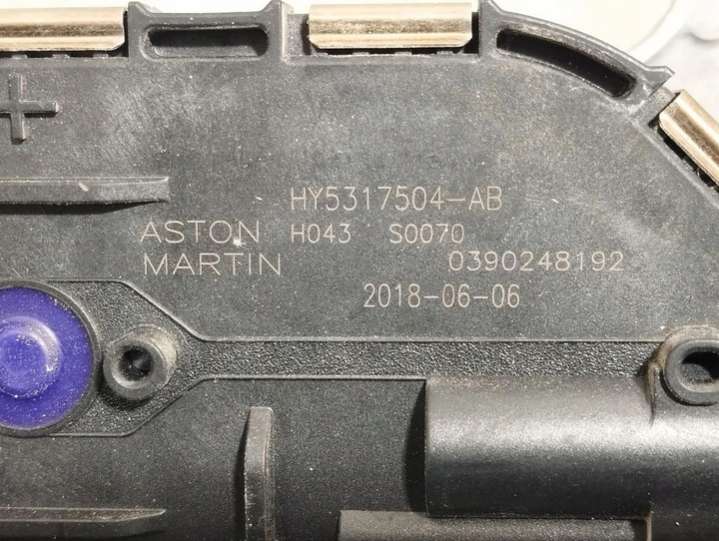 HY5317504-AB
ASTON H043 S0070
MARTIN 0390248192
2018-06-06